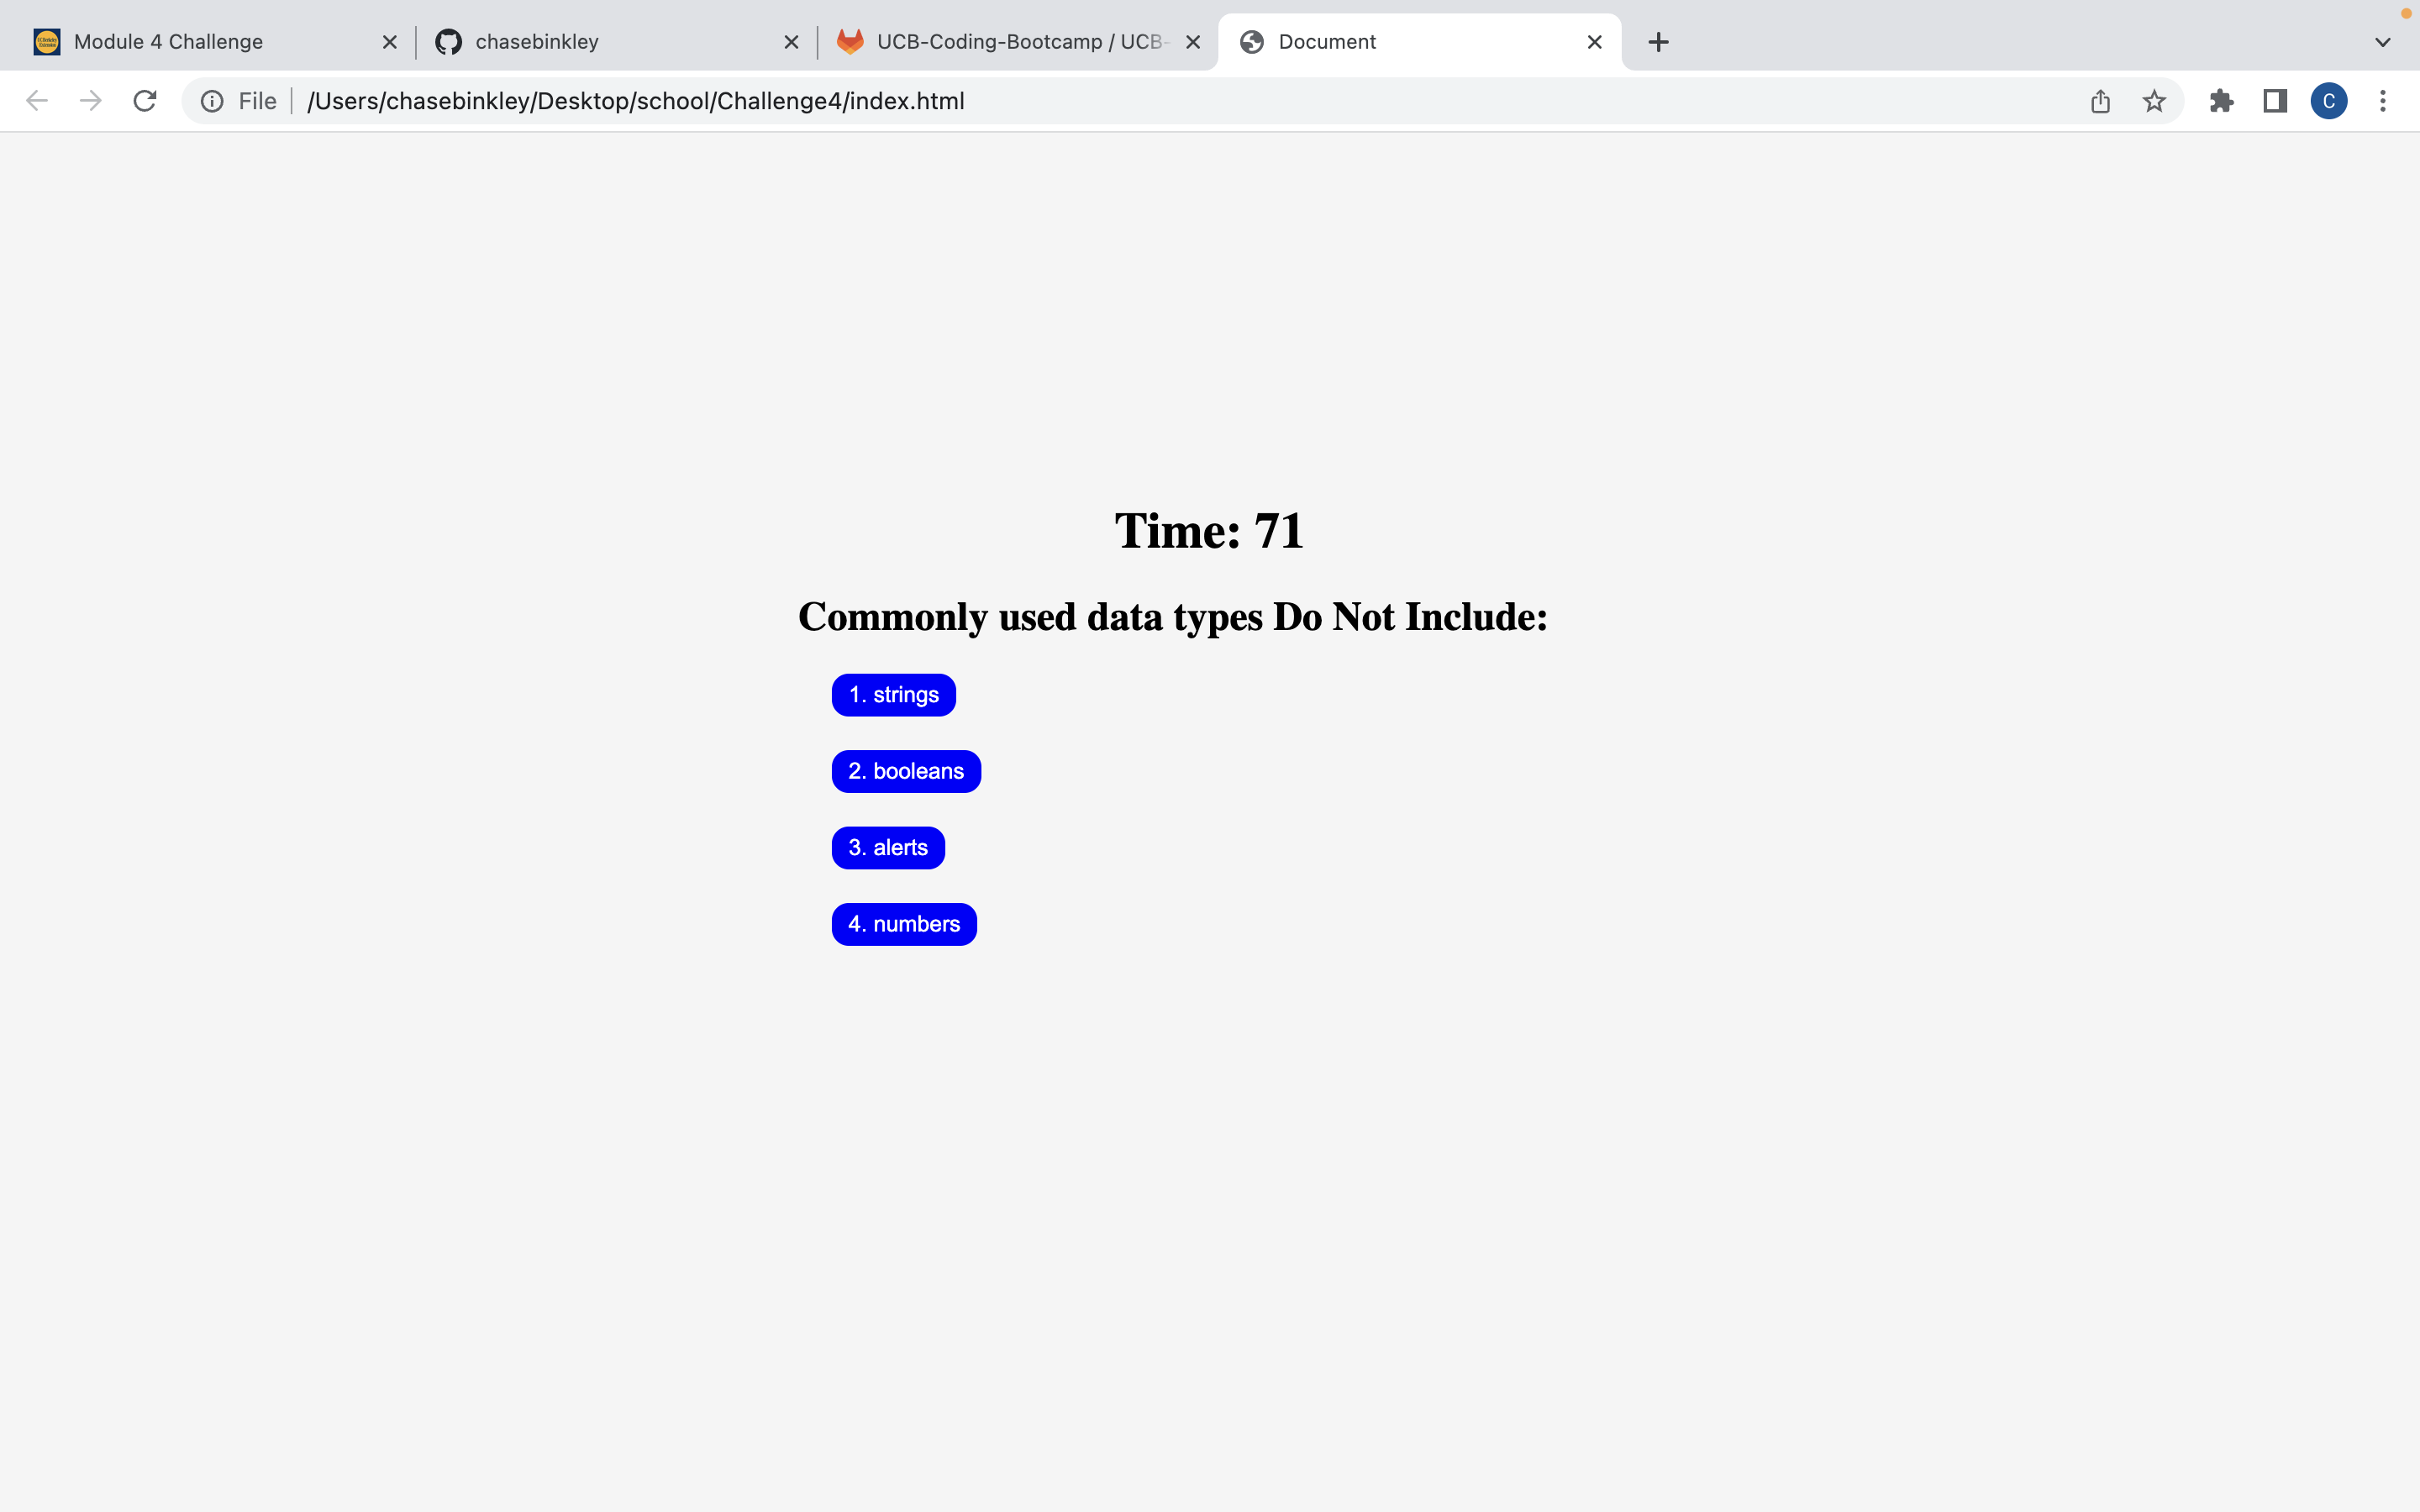 Module 4 Challenge
chasebinkley
UCB-Coding-Bootcamp / UCB-
Document
File
/Users/chasebinkley/Desktop/school/Challenge4/index.html
C
Time: 71
Commonly used data types Do Not Include:
1. strings
2. booleans
3. alerts
4. numbers